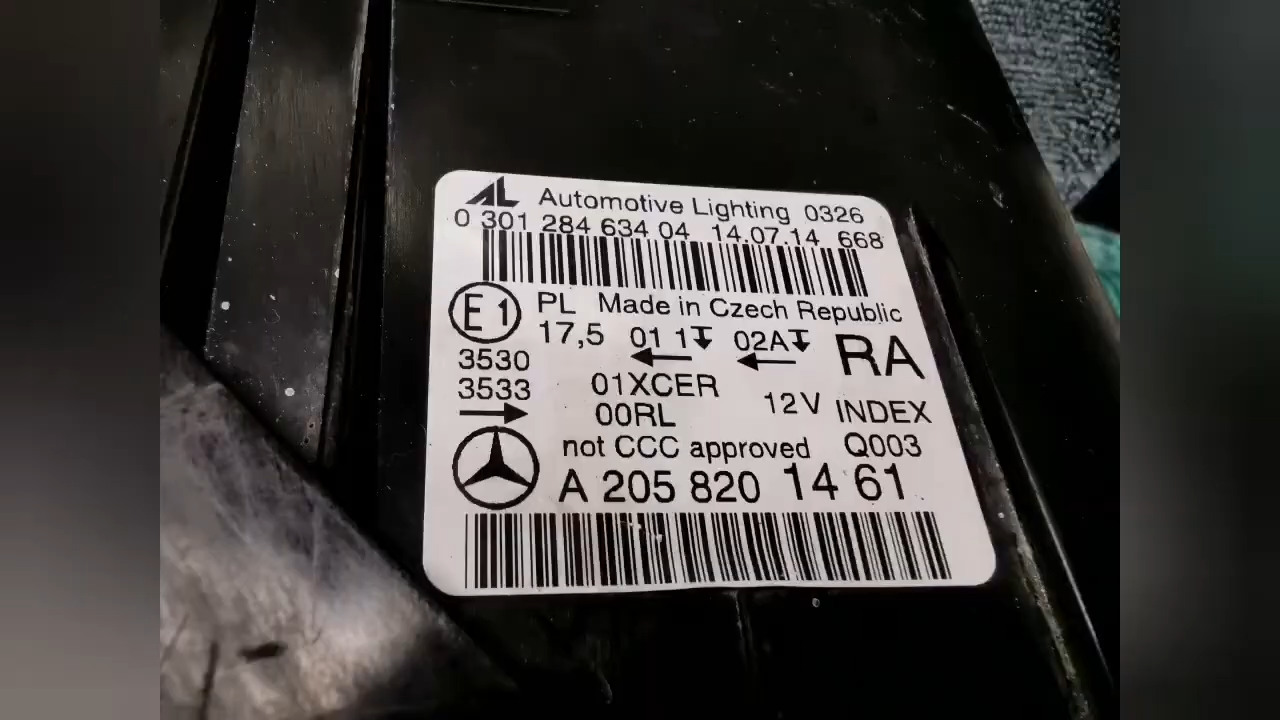 AL Automotive Lighting 0326
0 301 284 634 04 14.07.14 668
E1 PL Made in Czech Republic
17,5 01 1 02A RA
3530
3533 01XCER 12V INDEX
00RL
not CCC approved Q003
A 205 820 14 61